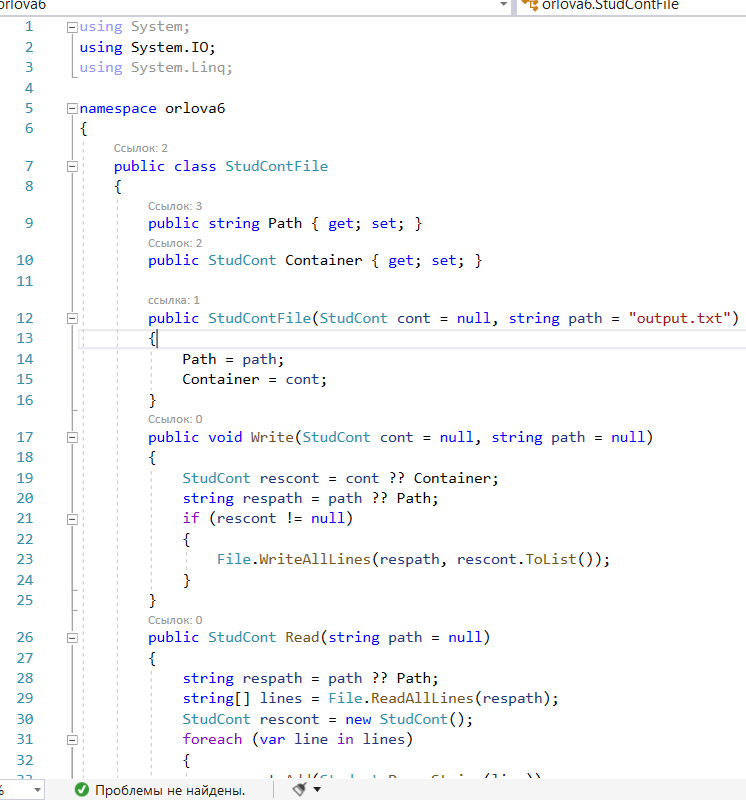 orlova6 orlova6.StudContFile
1 using System;
2 using System.IO;
3 using System.Linq;
4
5 namespace orlova6
6 {
Ссылок: 2
7 public class StudContFile
8 {
Ссылок: 3
9 public string Path { get; set; }
Ссылок: 2
10 public StudCont Container { get; set; }
11
ссылка: 1
12 public StudContFile(StudCont cont = null, string path = "output.txt")
13 {
14 Path = path;
15 Container = cont;
16 }
Ссылок: 0
17 public void Write(StudCont cont = null, string path = null)
18 {
19 StudCont rescont = cont ?? Container;
20 string respath = path ?? Path;
21 if (rescont != null)
22 {
23 File.WriteAllLines(respath, rescont.ToList());
24 }
25 }
Ссылок: 0
26 public StudCont Read(string path = null)
27 {
28 string respath = path ?? Path;
29 string[] lines = File.ReadAllLines(respath);
30 StudCont rescont = new StudCont();
31 foreach (var line in lines)
32 {
% Проблемы не найдены.